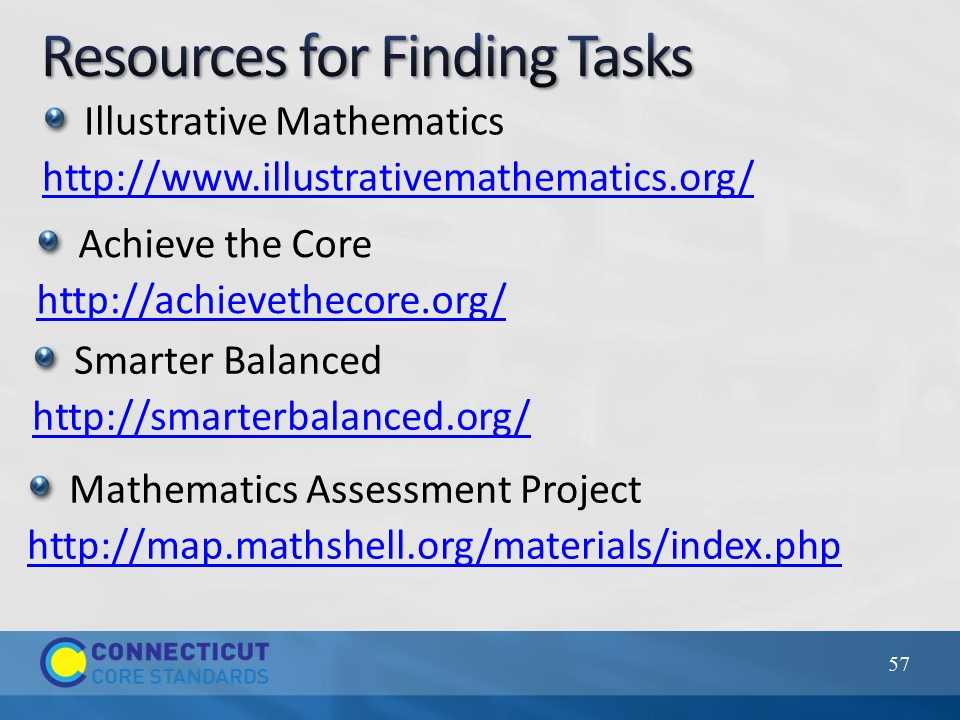 Resources for Finding Tasks
Illustrative Mathematics
http://www.illustrativemathematics.org/
Achieve the Core
http://achievethecore.org/
Smarter Balanced
http://smarterbalanced.org/
Mathematics Assessment Project
http://map.mathshell.org/materials/index.php
CONNECTICUT
CORE STANDARDS
57